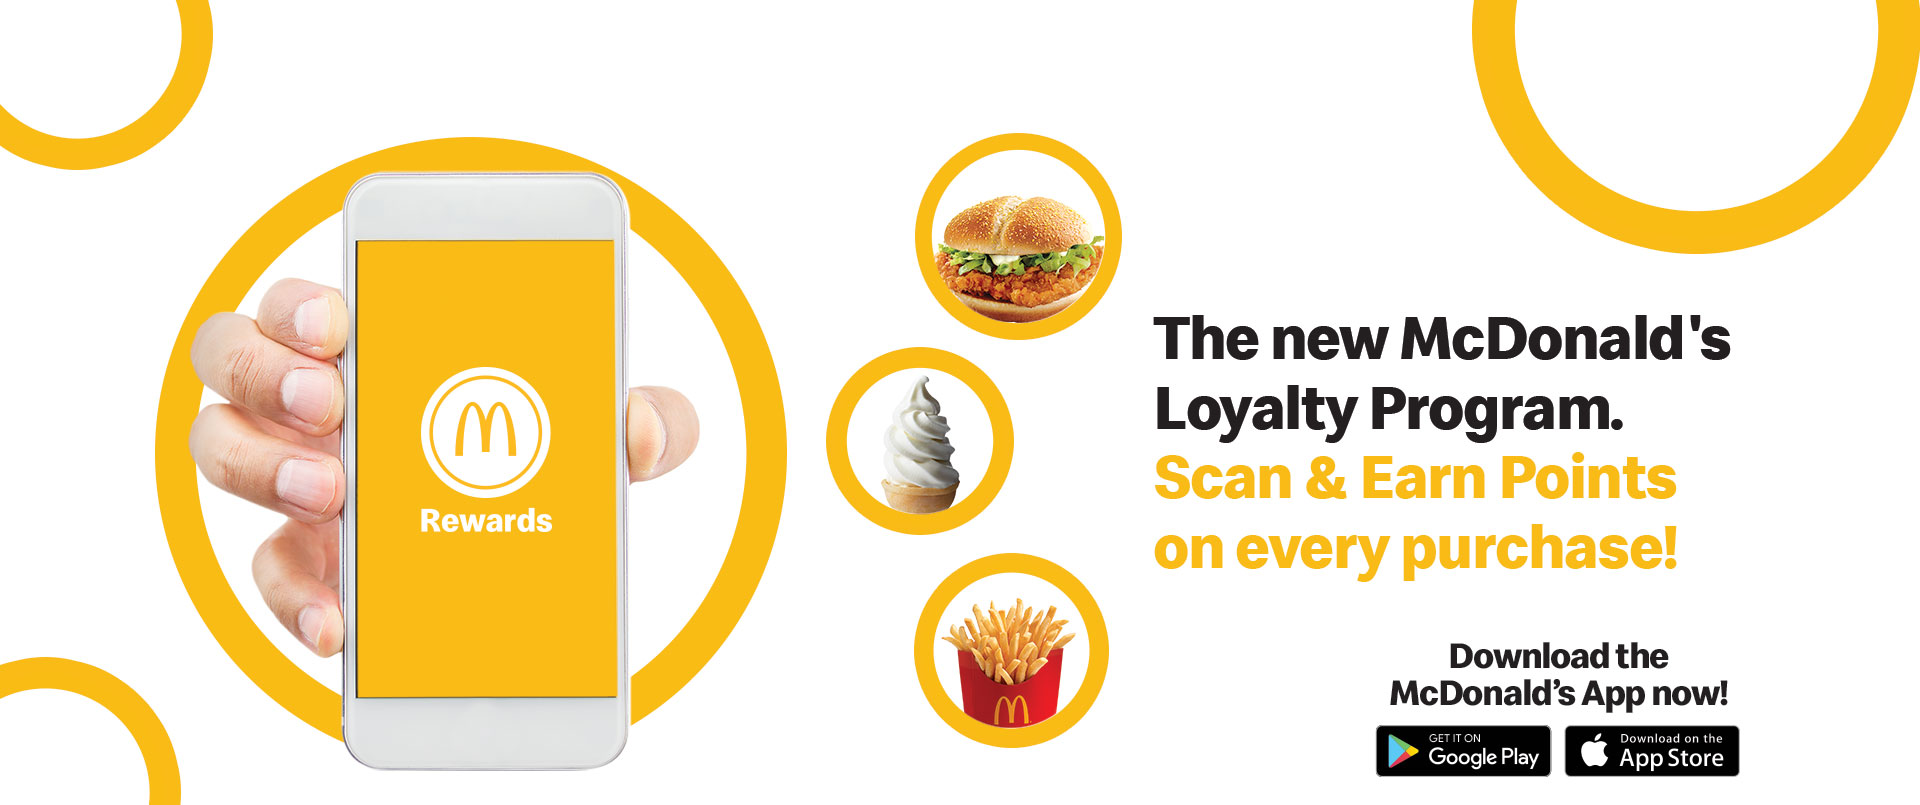 Rewards
The new McDonald's
Loyalty Program.
Scan & Earn Points
on every purchase!
Download the
McDonald’s App now!
GET IT ON
Google Play
Download on the
App Store